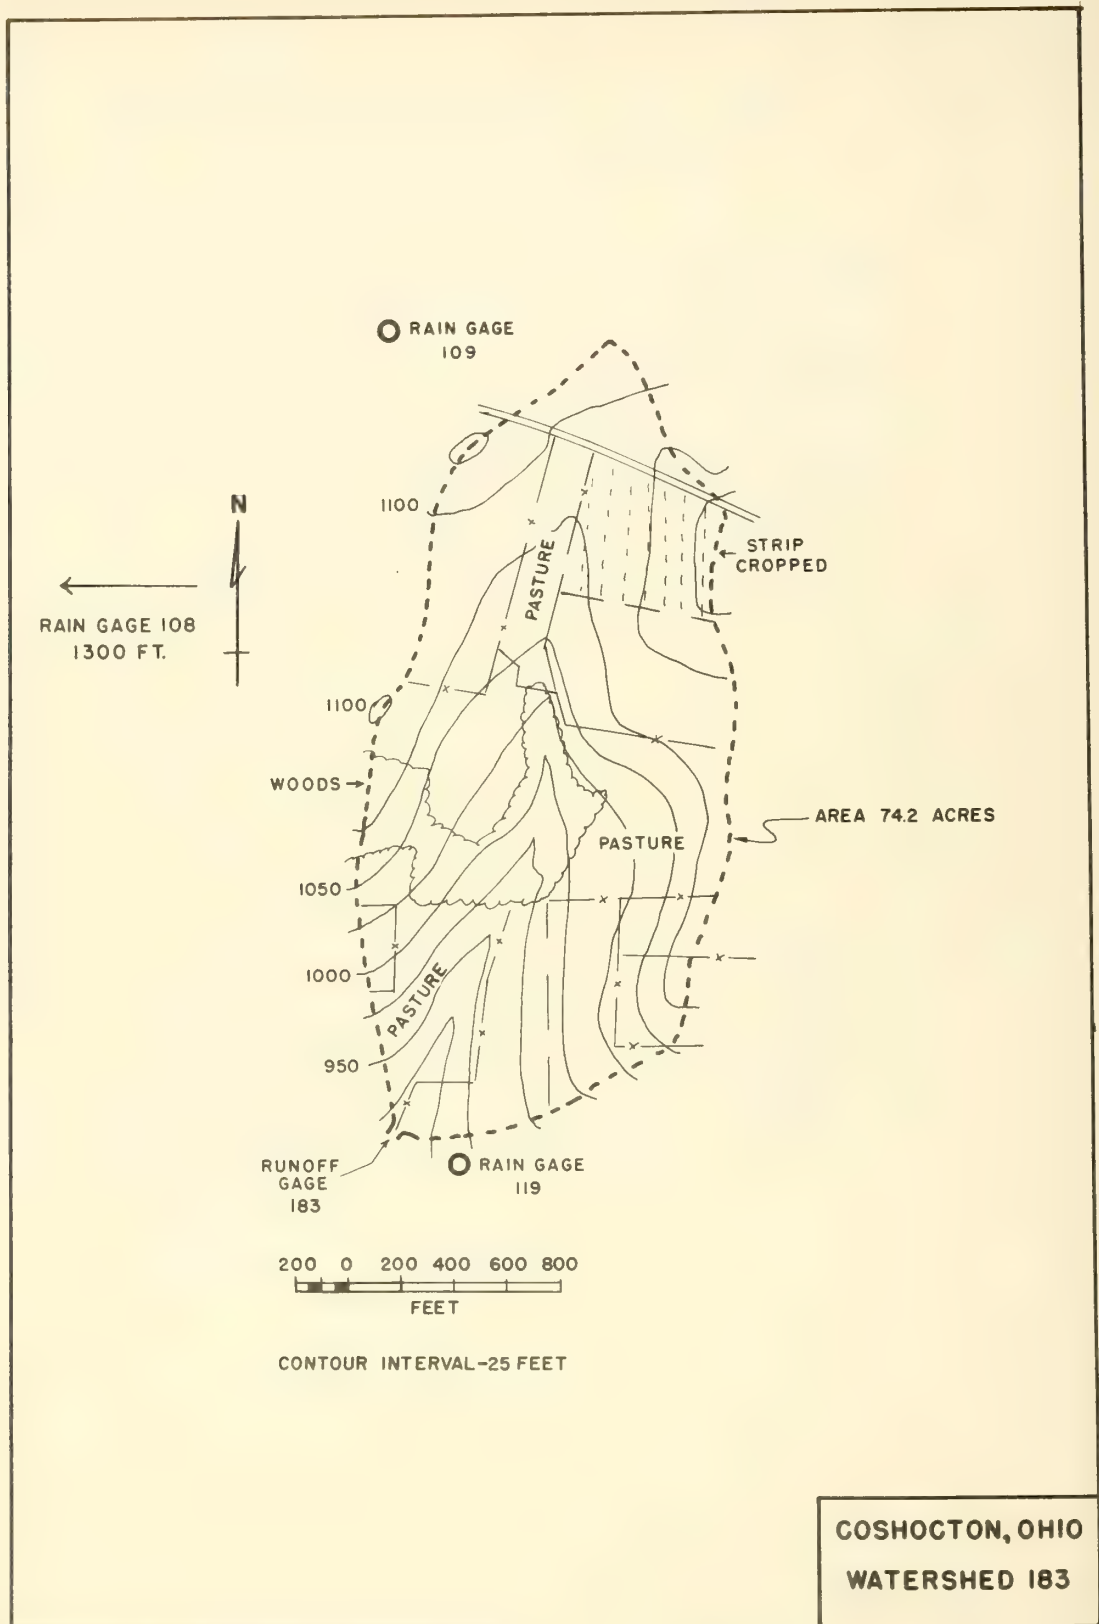 RAIN GAGE
109
1100
N
STRIP
CROPPED
PASTURE
RAIN GAGE 108
1300 FT.
1100
WOODS
AREA 74.2 ACRES
PASTURE
1050
1000
PASTURE
950
RUNOFF
GAGE
183
RAIN GAGE
119
200 0 200 400 600 800
FEET
CONTOUR INTERVAL-25 FEET
COSHOCTON, OHIO
WATERSHED 183